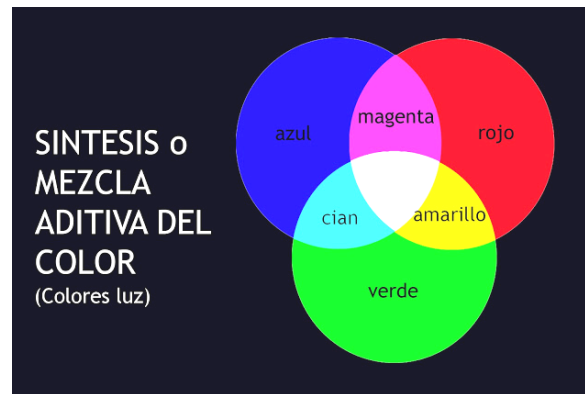 SINTESIS o
MEZCLA
ADITIVA DEL
COLOR
(Colores luz)
azul
magenta
rojo
cian
amarillo
verde